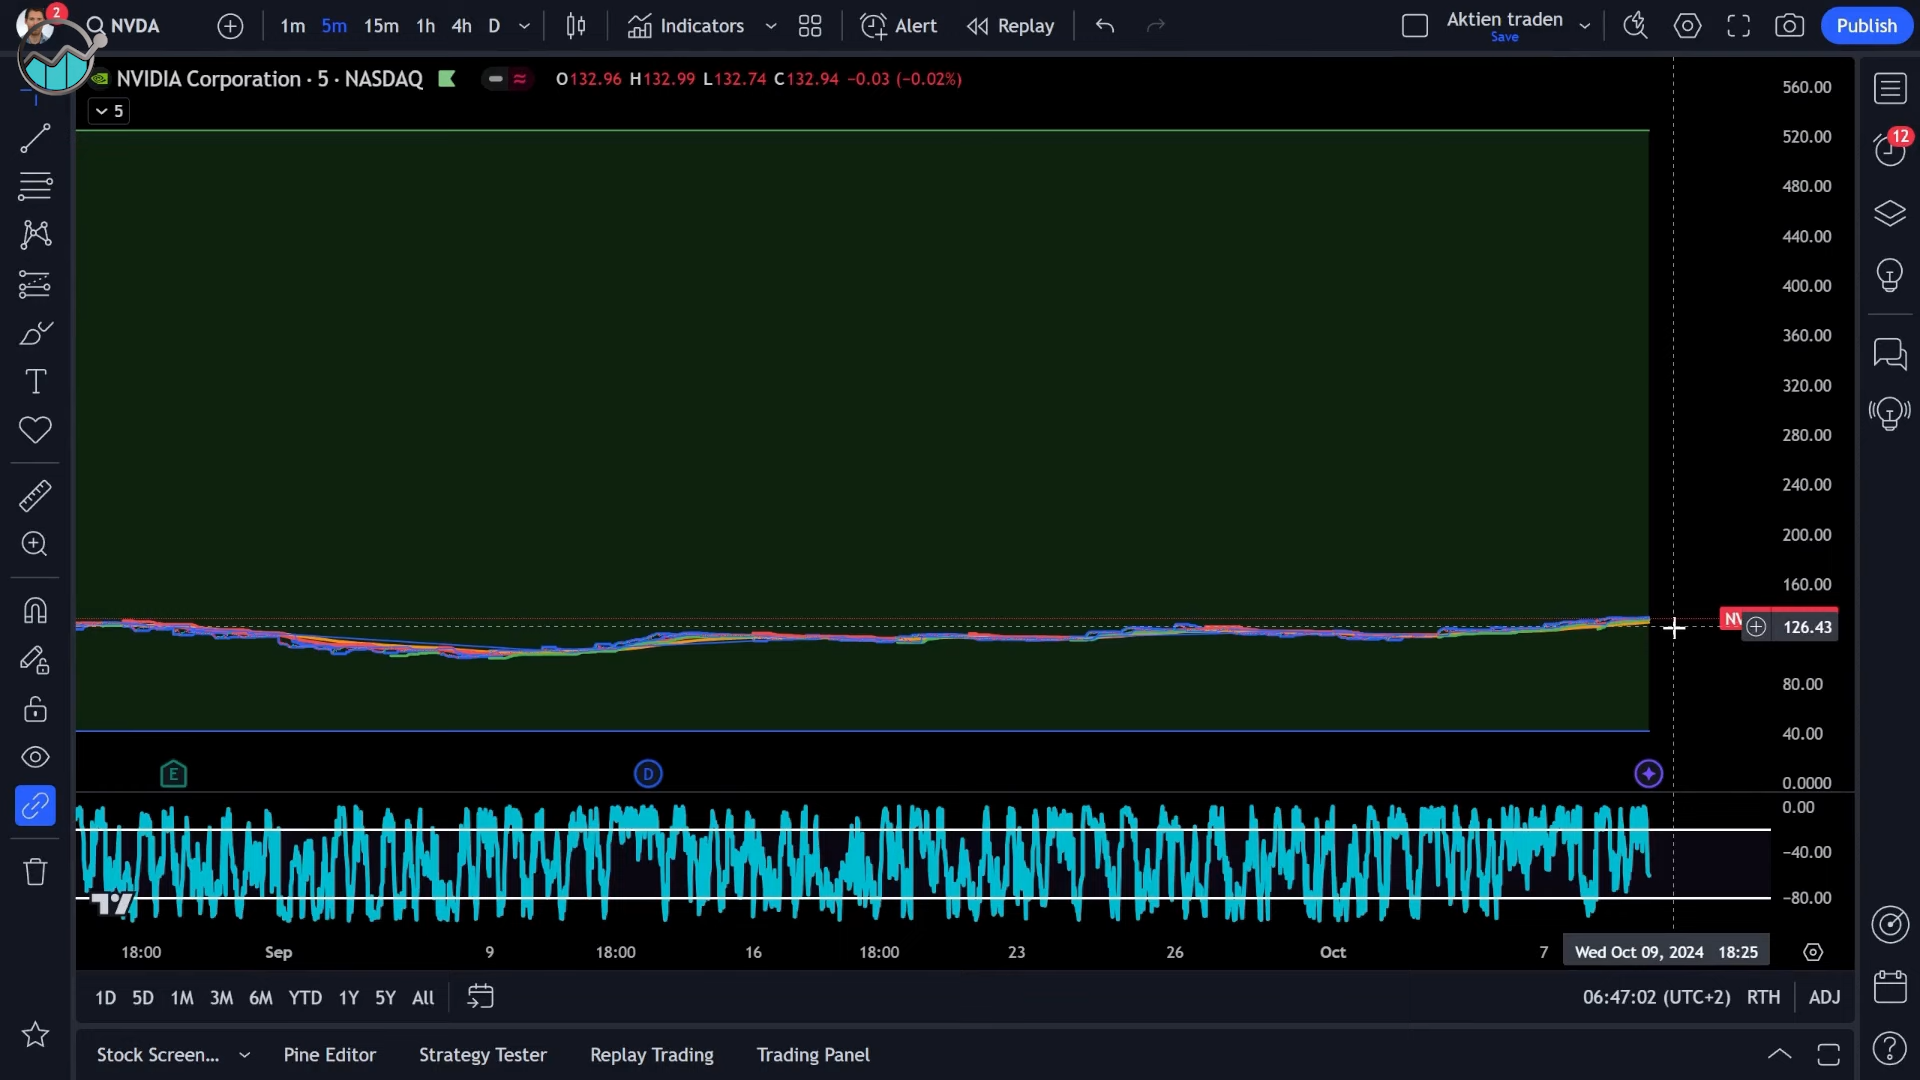 2
NVDA
1m 5m 15m 1h 4h D
Indicators
Alert
Replay
Aktien traden
Save
Publish
NVIDIA Corporation · 5 · NASDAQ
O132.96 H132.99 L132.74 C132.94 −0.03 (−0.02%)
5
12
560.00
520.00
480.00
440.00
400.00
360.00
320.00
280.00
240.00
200.00
160.00
NV
126.43
80.00
40.00
0.0000
E
D
0.00
−40.00
−80.00
18:00 Sep 9 18:00 16 18:00 23 26 Oct 7 Wed Oct 09, 2024 18:25
1D 5D 1M 3M 6M YTD 1Y 5Y All
06:47:02 (UTC+2) RTH ADJ
Stock Screen... Pine Editor Strategy Tester Replay Trading Trading Panel